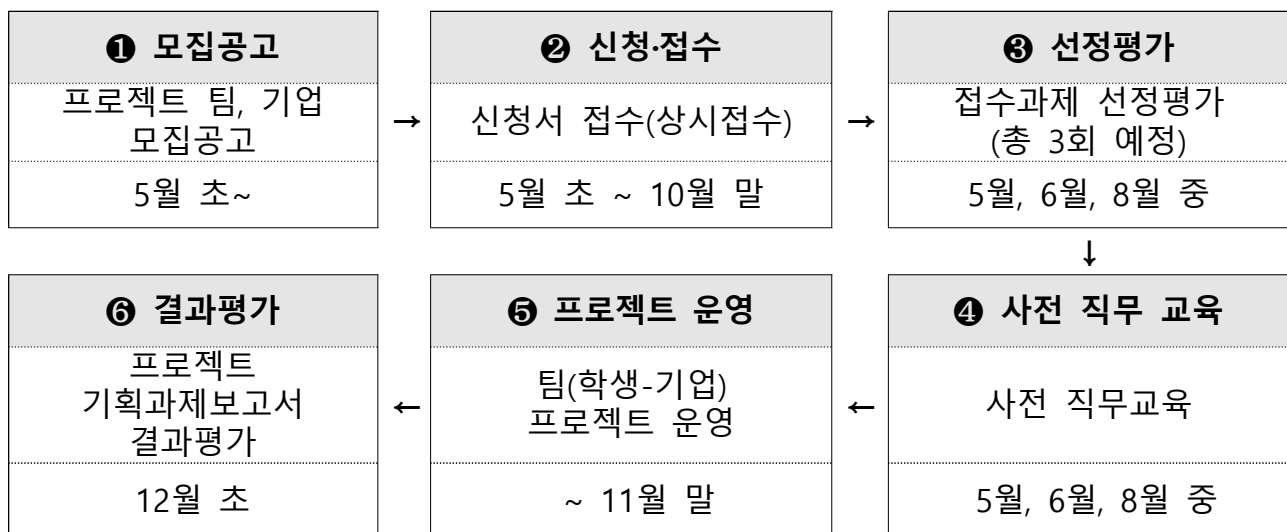 ❶ 모집공고
프로젝트 팀, 기업
모집공고
5월 초~
→
❷ 신청·접수
신청서 접수(상시접수)
5월 초 ~ 10월 말
→
❸ 선정평가
접수과제 선정평가
(총 3회 예정)
5월, 6월, 8월 중
↓
❹ 사전 직무 교육
사전 직무교육
5월, 6월, 8월 중
←
❺ 프로젝트 운영
팀(학생-기업)
프로젝트 운영
~ 11월 말
←
❻ 결과평가
프로젝트
기획과제보고서
결과평가
12월 초